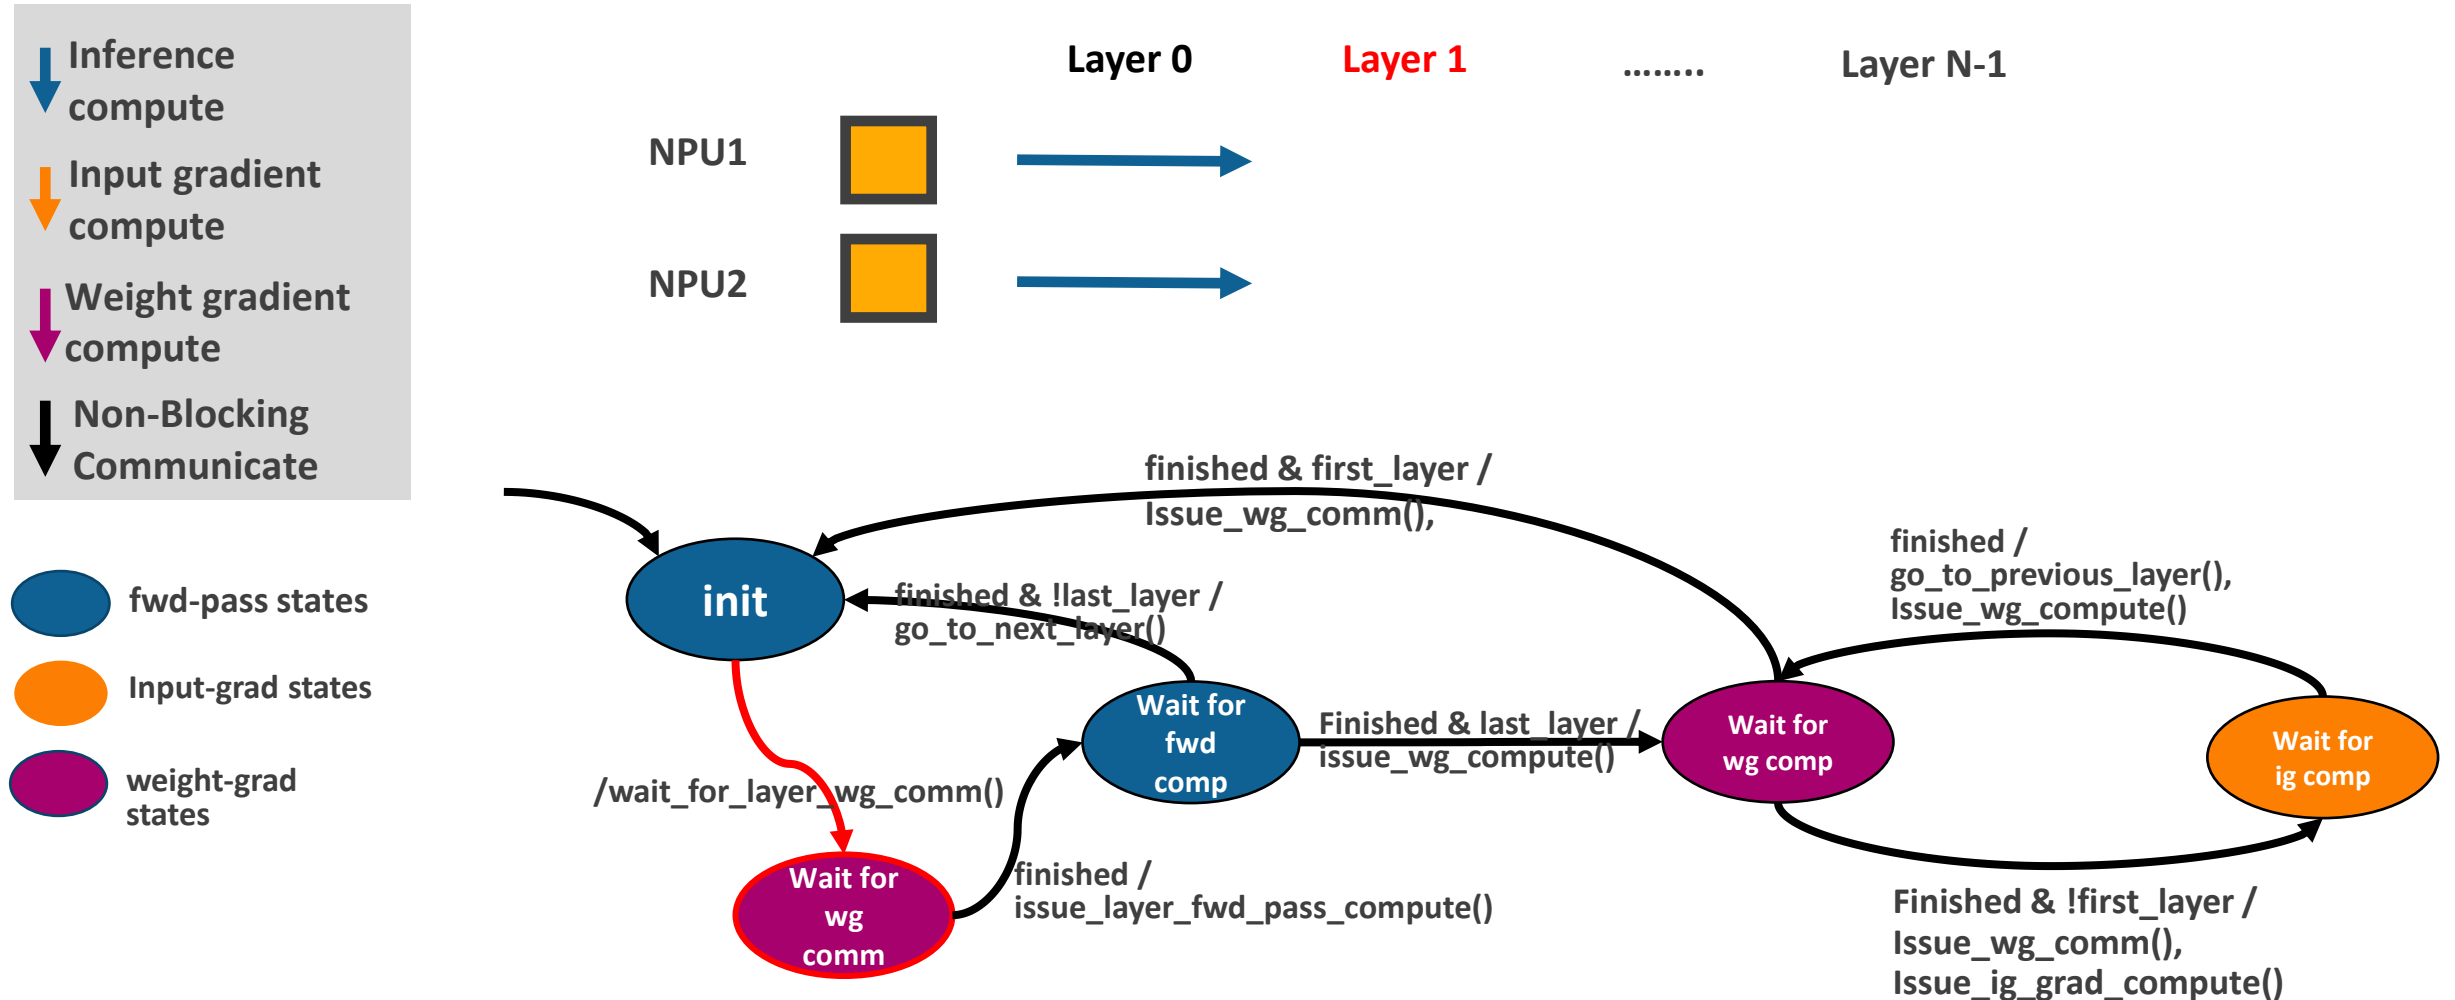 Inference
compute
Input gradient
compute
Weight gradient
compute
Non-Blocking
Communicate
fwd-pass states
Input-grad states
weight-grad
states
Layer 0
Layer 1
........
Layer N-1
NPU1
NPU2
finished & first_layer /
Issue_wg_comm(),
init
finished & !last_layer /
go_to_next_layer()
finished /
go_to_previous_layer(),
Issue_wg_compute()
Wait for
fwd
comp
Finished & last_layer /
issue_wg_compute()
Wait for
wg comp
Wait for
ig comp
/wait_for_layer_wg_comm()
Wait for
wg
comm
finished /
issue_layer_fwd_pass_compute()
Finished & !first_layer /
Issue_wg_comm(),
Issue_ig_grad_compute()